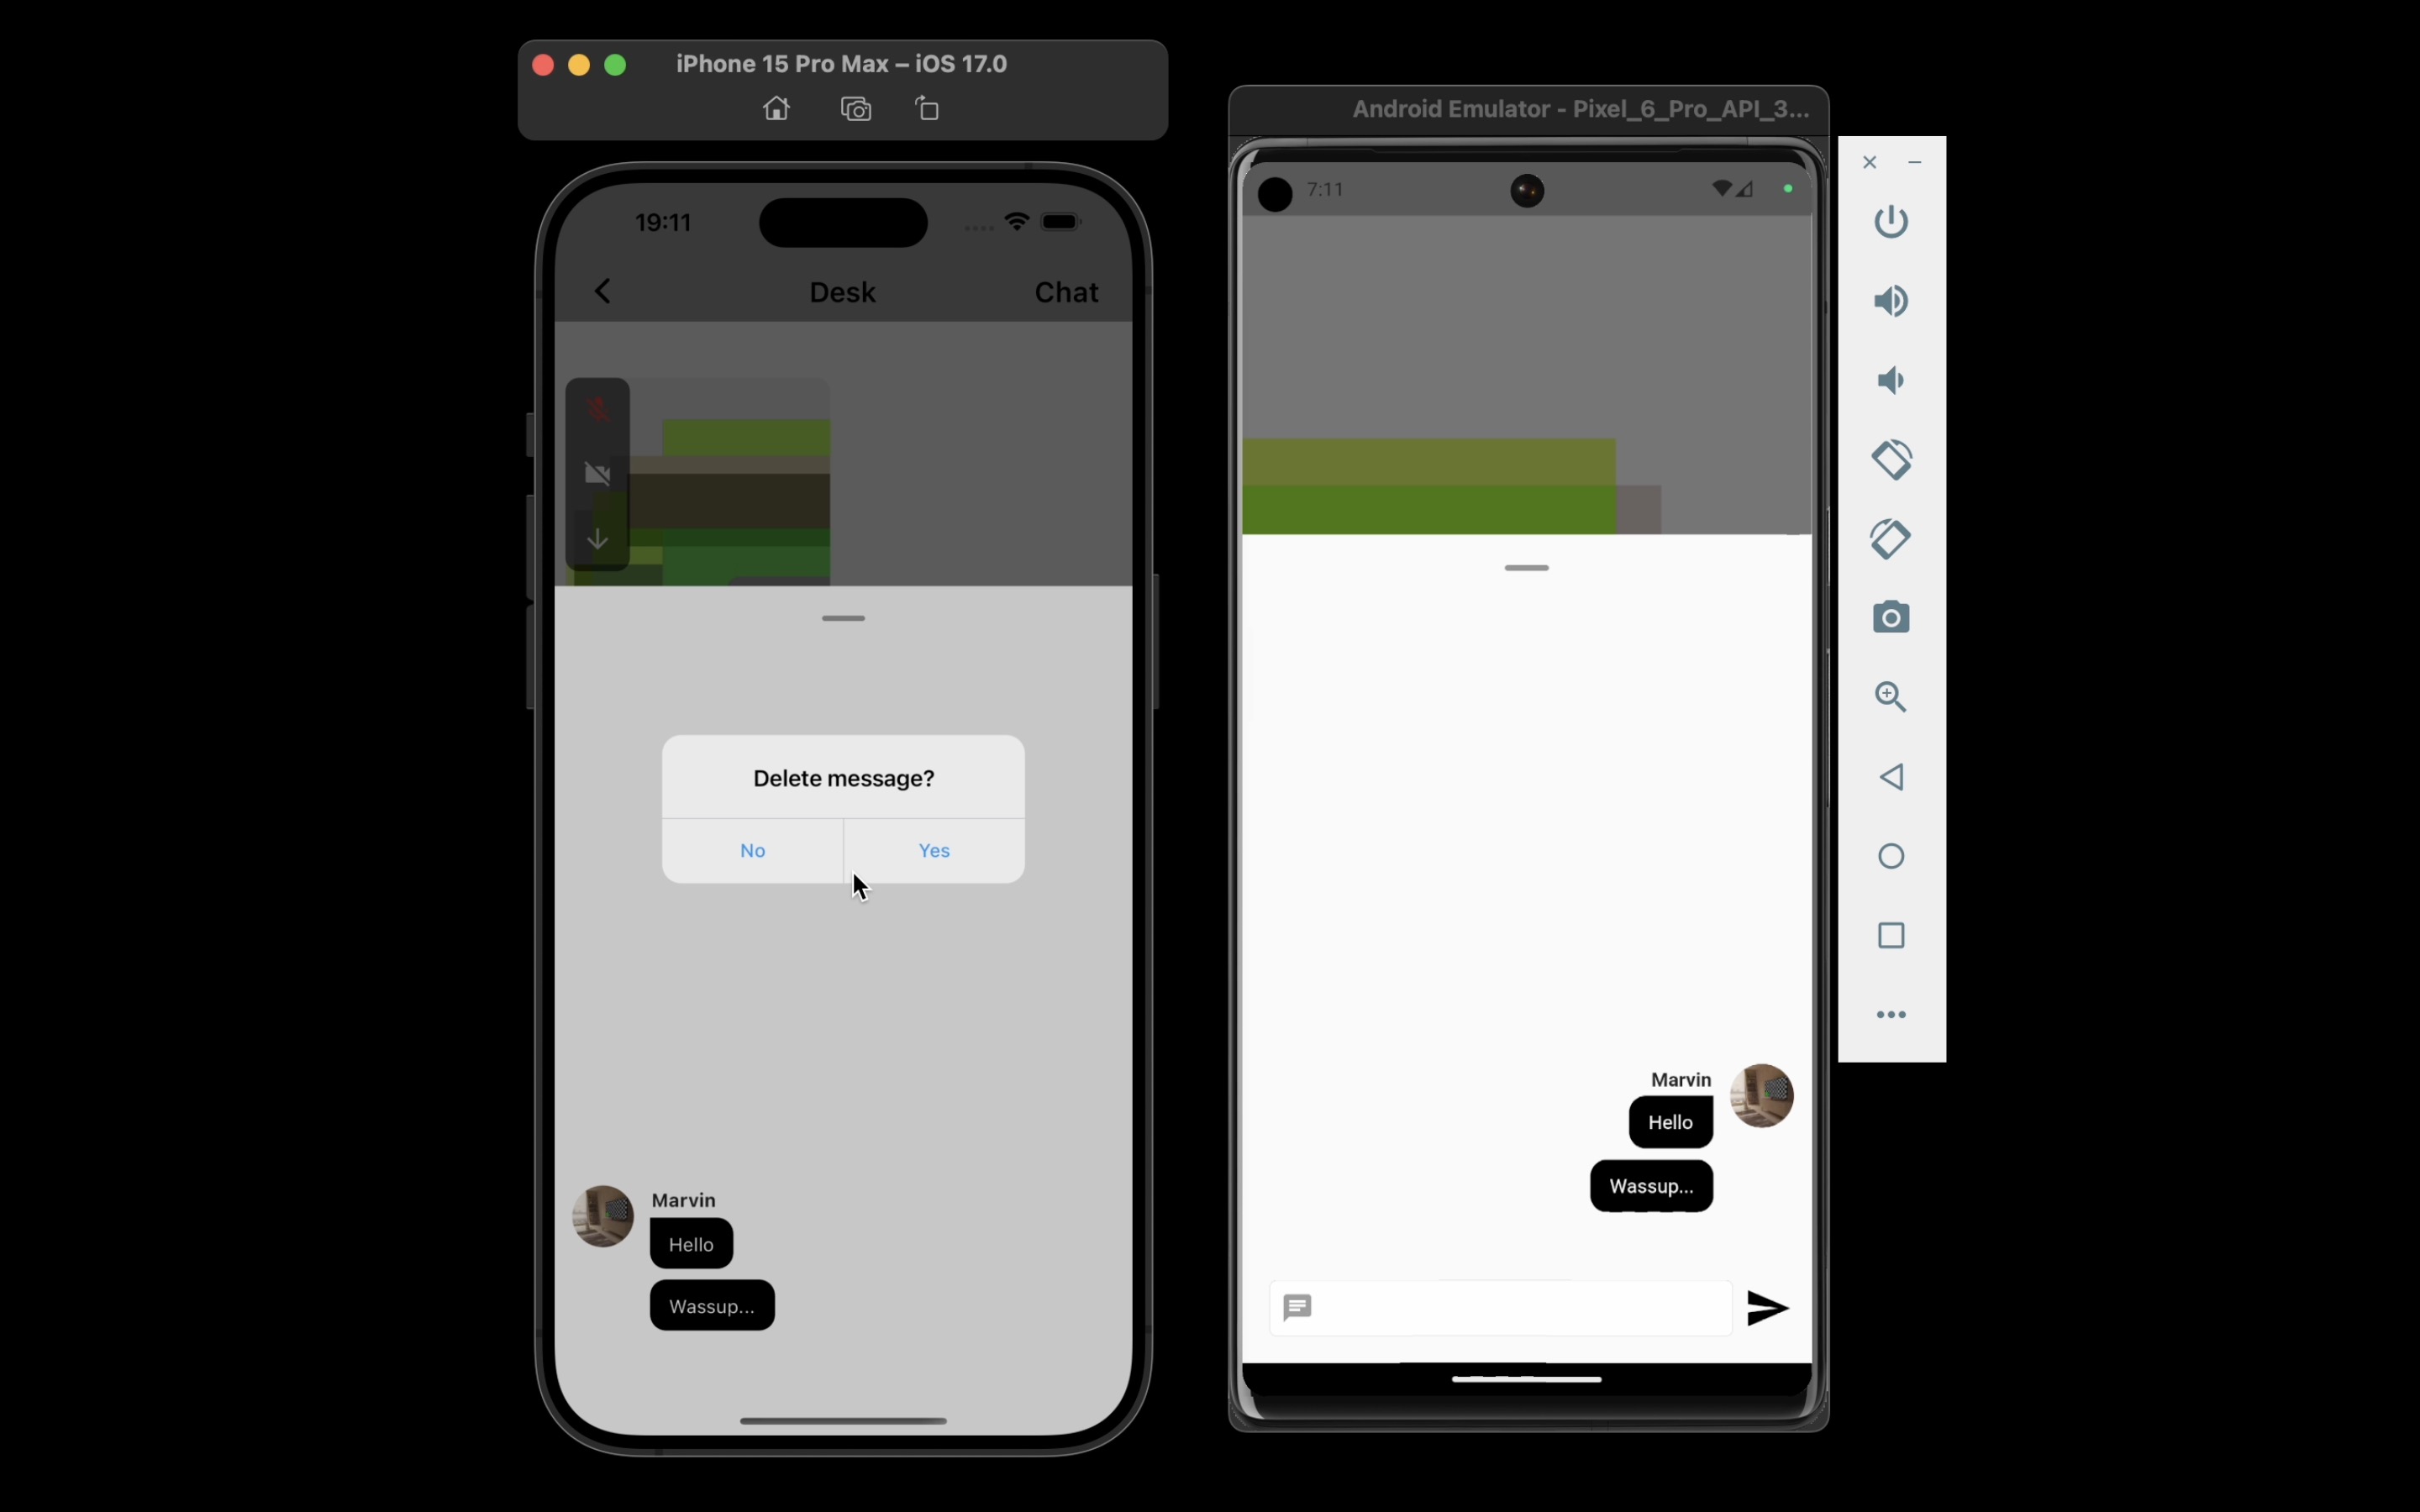 iPhone 15 Pro Max – iOS 17.0
19:11
Desk
Chat
Delete message?
No
Yes
Marvin
Hello
Wassup...
Android Emulator - Pixel_6_Pro_API_3...
7:11
Marvin
Hello
Wassup...